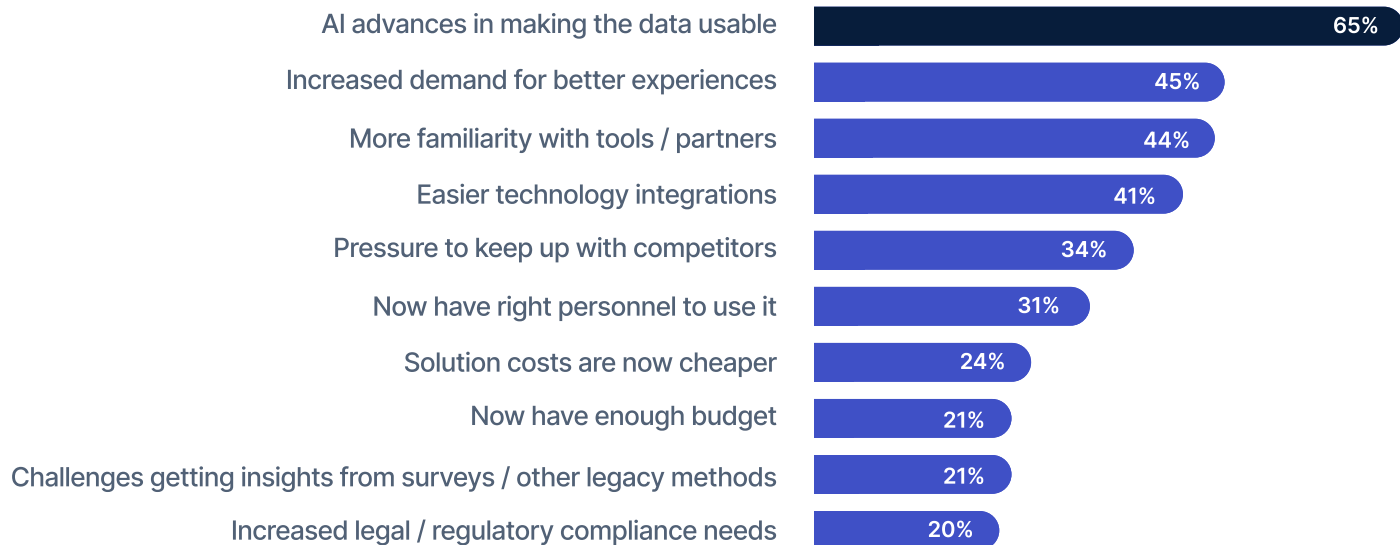 AI advances in making the data usable 65%
Increased demand for better experiences 45%
More familiarity with tools / partners 44%
Easier technology integrations 41%
Pressure to keep up with competitors 34%
Now have right personnel to use it 31%
Solution costs are now cheaper 24%
Now have enough budget 21%
Challenges getting insights from surveys / other legacy methods 21%
Increased legal / regulatory compliance needs 20%